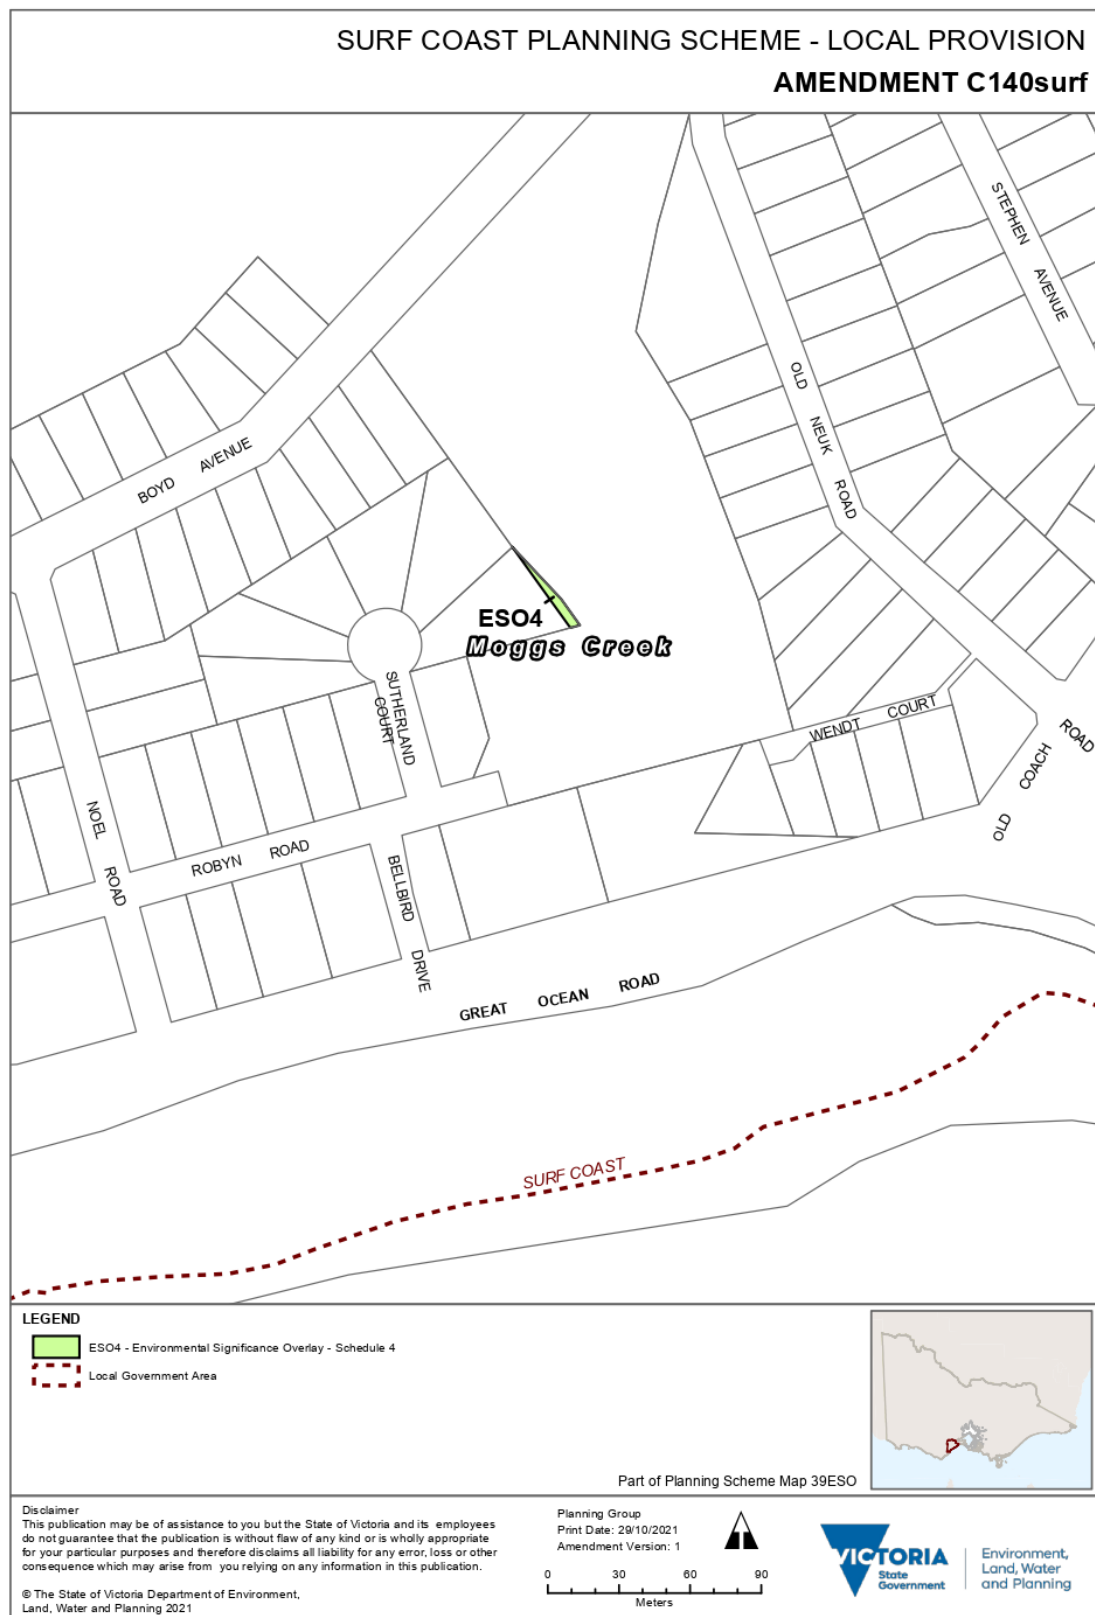 SURF COAST PLANNING SCHEME - LOCAL PROVISION
AMENDMENT C140surf
STEPHEN AVENUE
OLD NEUK ROAD
BOYD AVENUE
ESO4
Moggs Creek
SUTHERLAND
COURT
WENDT COURT
OLD COACH ROAD
NOEL ROAD
ROBYN ROAD
BELLBIRD DRIVE
GREAT OCEAN ROAD
SURF COAST
LEGEND
ESO4 - Environmental Significance Overlay - Schedule 4
Local Government Area
Part of Planning Scheme Map 39ESO
Disclaimer
This publication may be of assistance to you but the State of Victoria and its employees
do not guarantee that the publication is without flaw of any kind or is wholly appropriate
for your particular purposes and therefore disclaims all liability for any error, loss or other
consequence which may arise from you relying on any information in this publication.
© The State of Victoria Department of Environment,
Land, Water and Planning 2021
Planning Group
Print Date: 29/10/2021
Amendment Version: 1
0 30 60 90
Meters
VICTORIA
State
Government
Environment,
Land, Water
and Planning